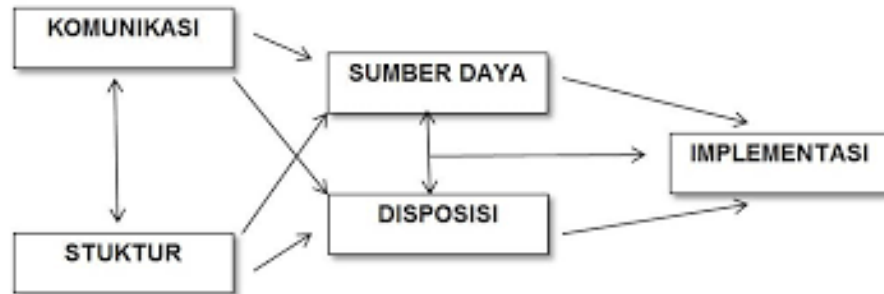 KOMUNIKASI
SUMBER DAYA
IMPLEMENTASI
DISPOSISI
STUKTUR